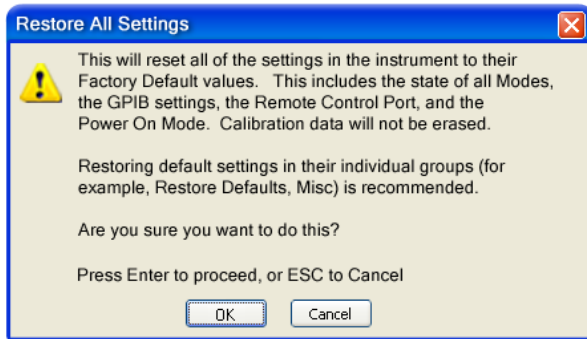 Restore All Settings
This will reset all of the settings in the instrument to their
Factory Default values. This includes the state of all Modes,
the GPIB settings, the Remote Control Port, and the
Power On Mode. Calibration data will not be erased.
Restoring default settings in their individual groups (for
example, Restore Defaults, Misc) is recommended.
Are you sure you want to do this?
Press Enter to proceed, or ESC to Cancel
OK
Cancel